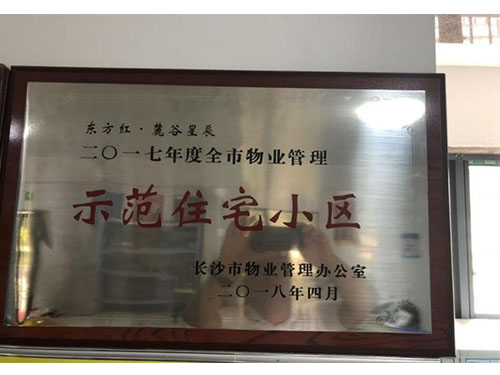 东方红·麓谷星辰
二〇一七年度全市物业管理
示范住宅小区
长沙市物业管理办公室
二〇一八年四月